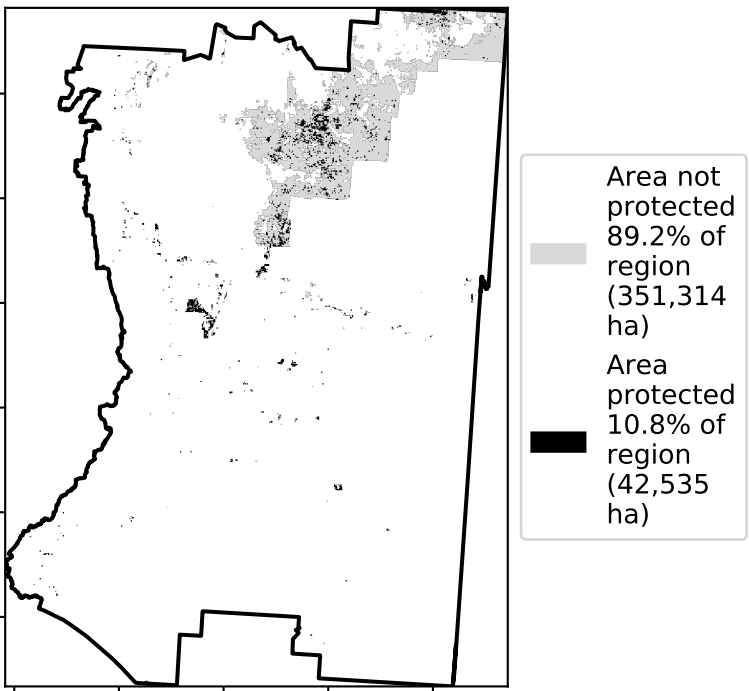 Area not
protected
89.2% of
region
(351,314
ha)
Area
protected
10.8% of
region
(42,535
ha)